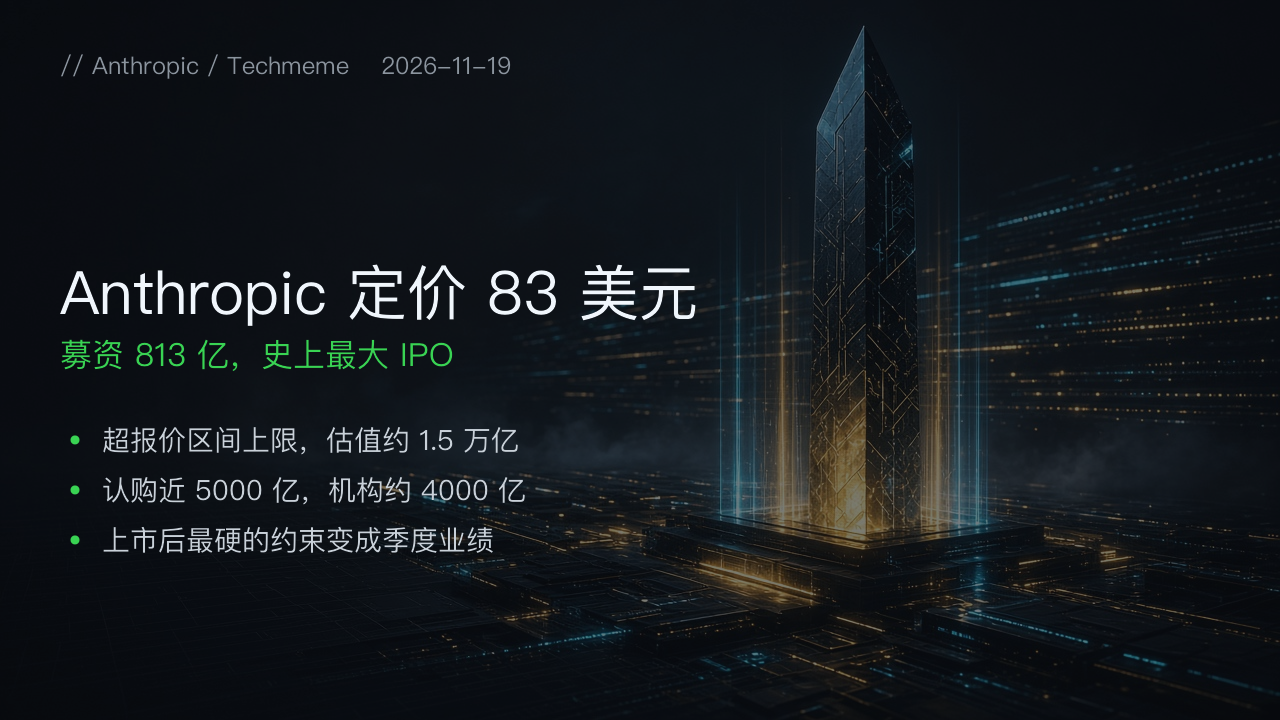 // Anthropic / Techmeme 2026-11-19
Anthropic 定价 83 美元
募资 813 亿，史上最大 IPO
• 超报价区间上限，估值约 1.5 万亿
• 认购近 5000 亿，机构约 4000 亿
• 上市后最硬的约束变成季度业绩